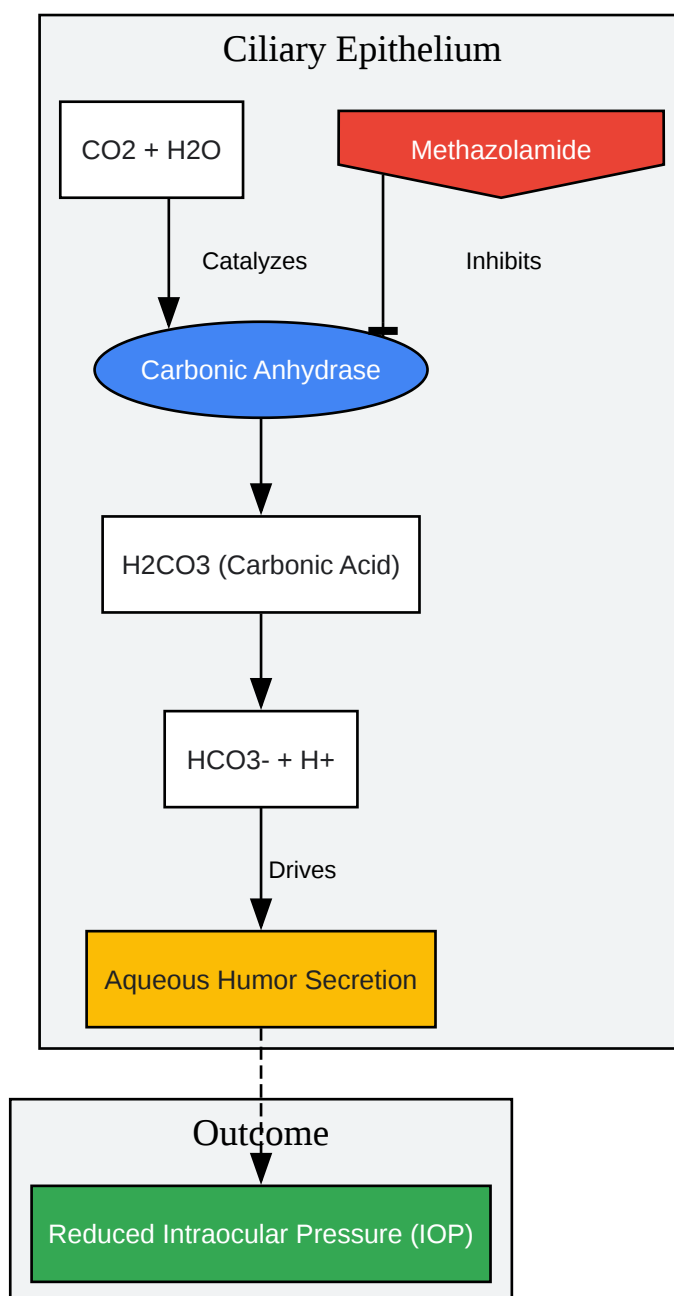 Ciliary Epithelium
CO2 + H2O
Methazolamide
Catalyzes
Inhibits
Carbonic Anhydrase
H2CO3 (Carbonic Acid)
HCO3- + H+
Drives
Aqueous Humor Secretion
Outcome
Reduced Intraocular Pressure (IOP)